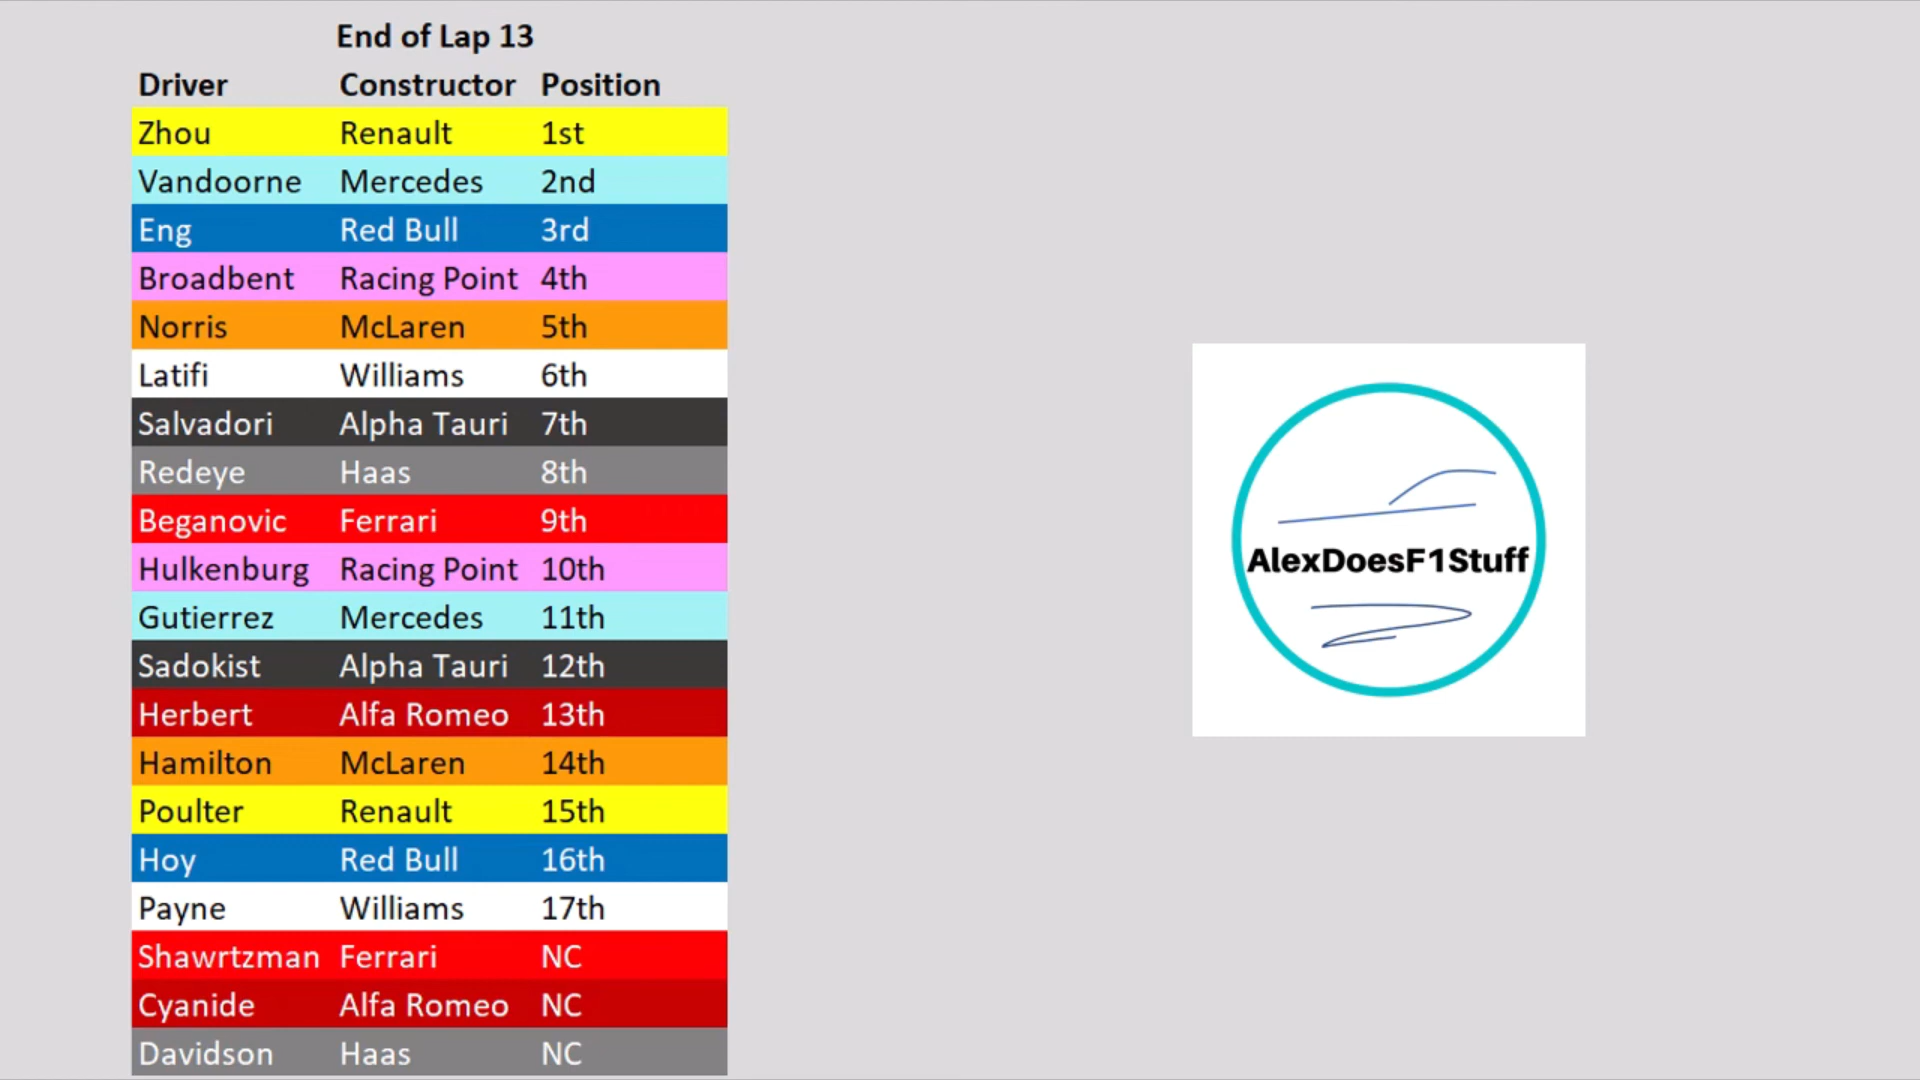 End of Lap 13
Driver Constructor Position
Zhou Renault 1st
Vandoorne Mercedes 2nd
Eng Red Bull 3rd
Broadbent Racing Point 4th
Norris McLaren 5th
Latifi Williams 6th
Salvadori Alpha Tauri 7th
Redeye Haas 8th
Beganovic Ferrari 9th
Hulkenburg Racing Point 10th
Gutierrez Mercedes 11th
Sadokist Alpha Tauri 12th
Herbert Alfa Romeo 13th
Hamilton McLaren 14th
Poulter Renault 15th
Hoy Red Bull 16th
Payne Williams 17th
Shawrtzman Ferrari NC
Cyanide Alfa Romeo NC
Davidson Haas NC
AlexDoesF1Stuff